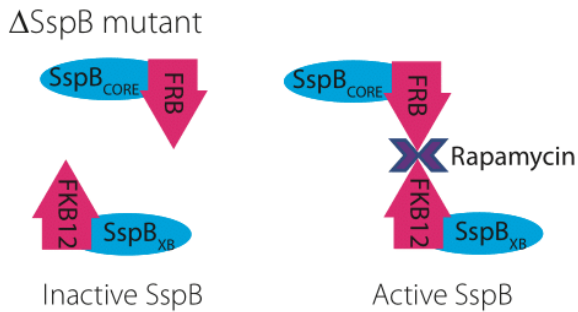 ΔSspB mutant
SspBCORE FRB
SspBCORE FRB
Rapamycin
FKB12 SspBXB
FKB12 SspBXB
Inactive SspB
Active SspB